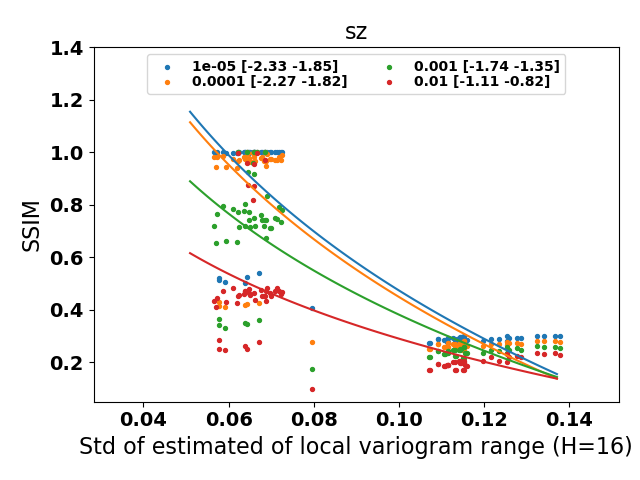 sz
1e-05 [-2.33 -1.85]
0.0001 [-2.27 -1.82]
0.001 [-1.74 -1.35]
0.01 [-1.11 -0.82]
SSIM
1.4
1.2
1.0
0.8
0.6
0.4
0.2
0.04 0.06 0.08 0.10 0.12 0.14
Std of estimated of local variogram range (H=16)